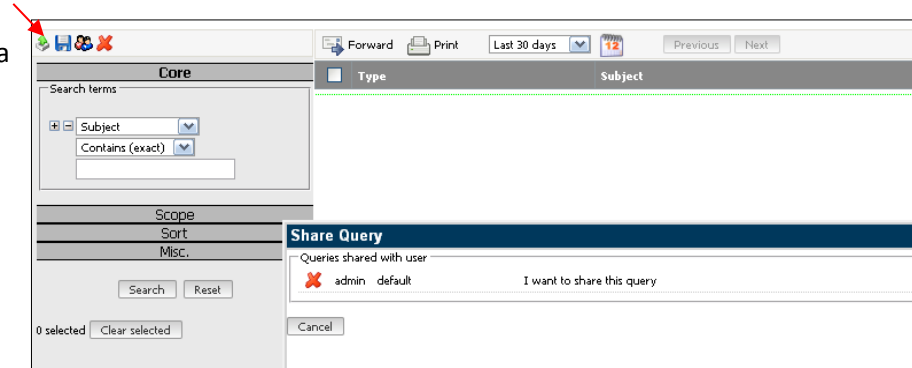 a
Forward Print Last 30 days 12 Previous Next
Core
Type Subject
Search terms
Subject
Contains (exact)
Scope
Sort
Misc.
Search Reset
0 selected Clear selected
Share Query
Queries shared with user
admin default I want to share this query
Cancel